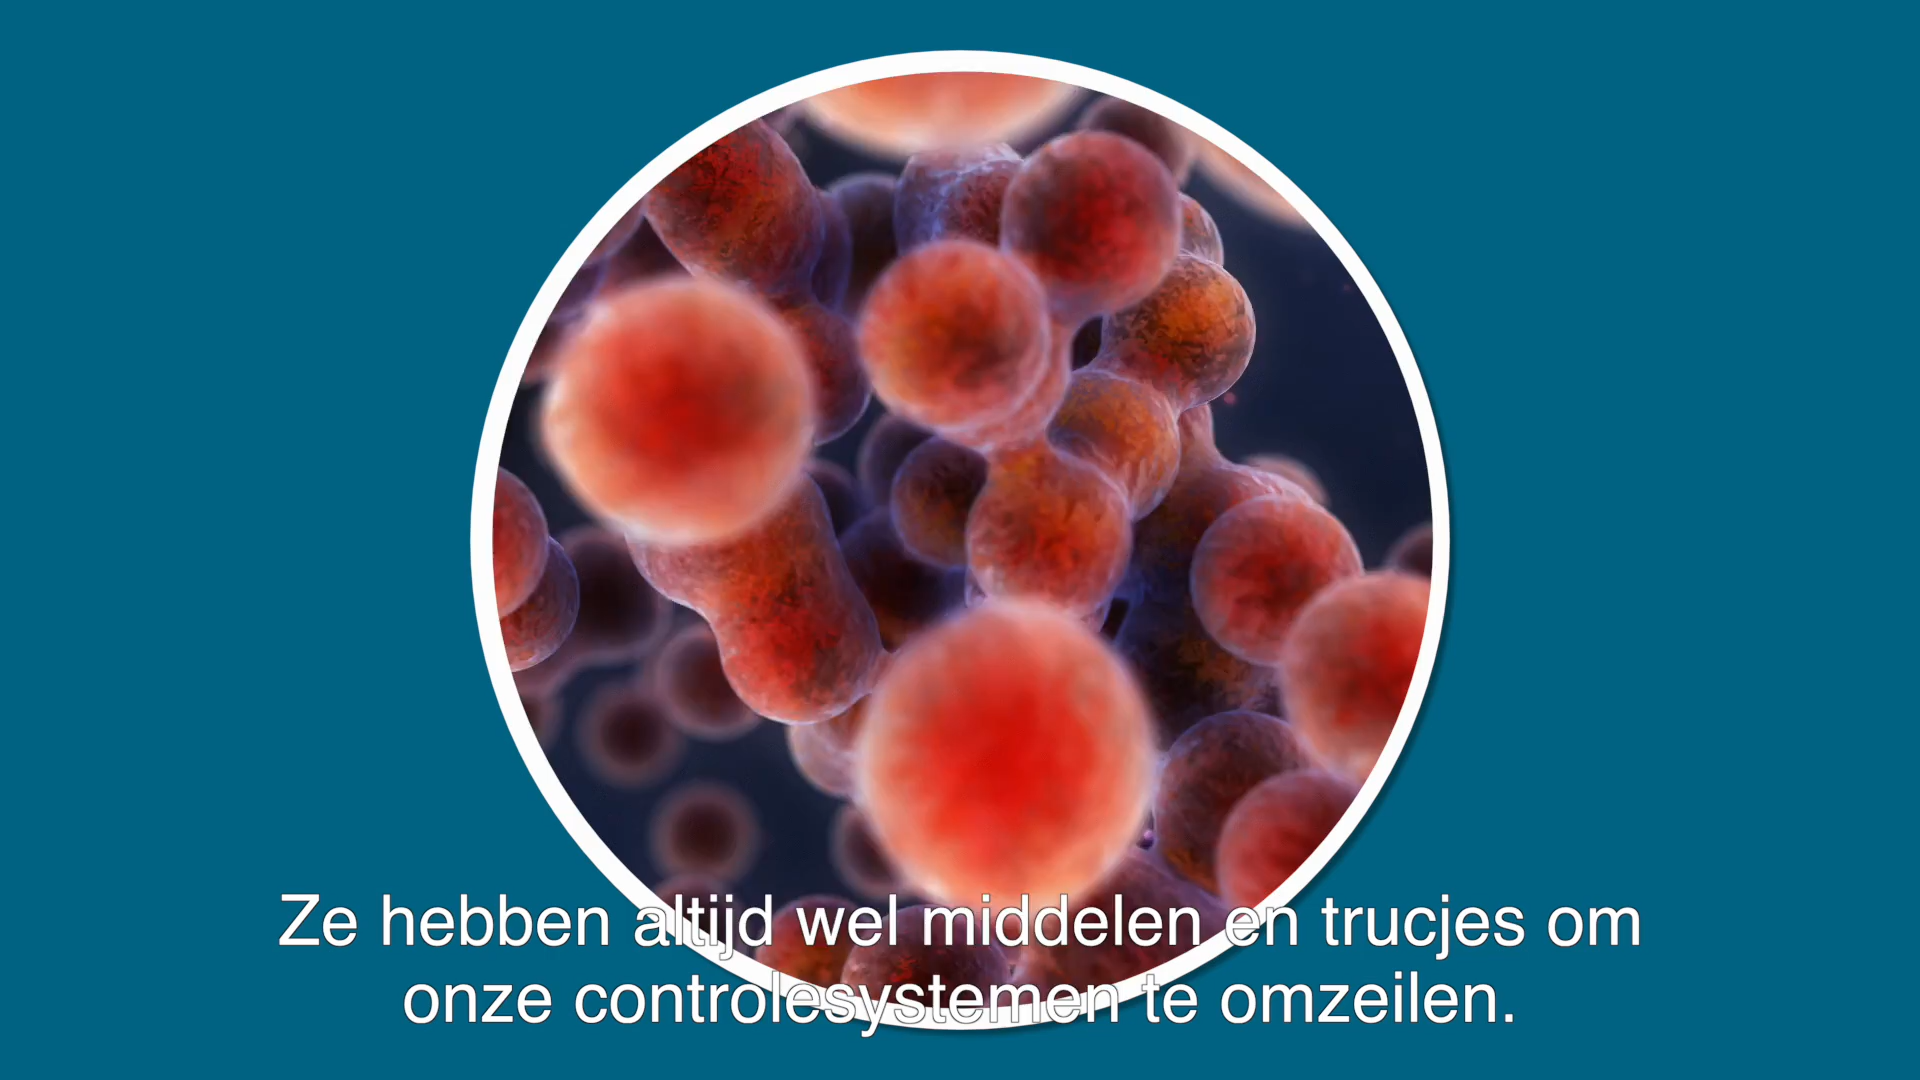 Ze hebben altijd wel middelen en trucjes om
onze controlesystemen te omzeilen.